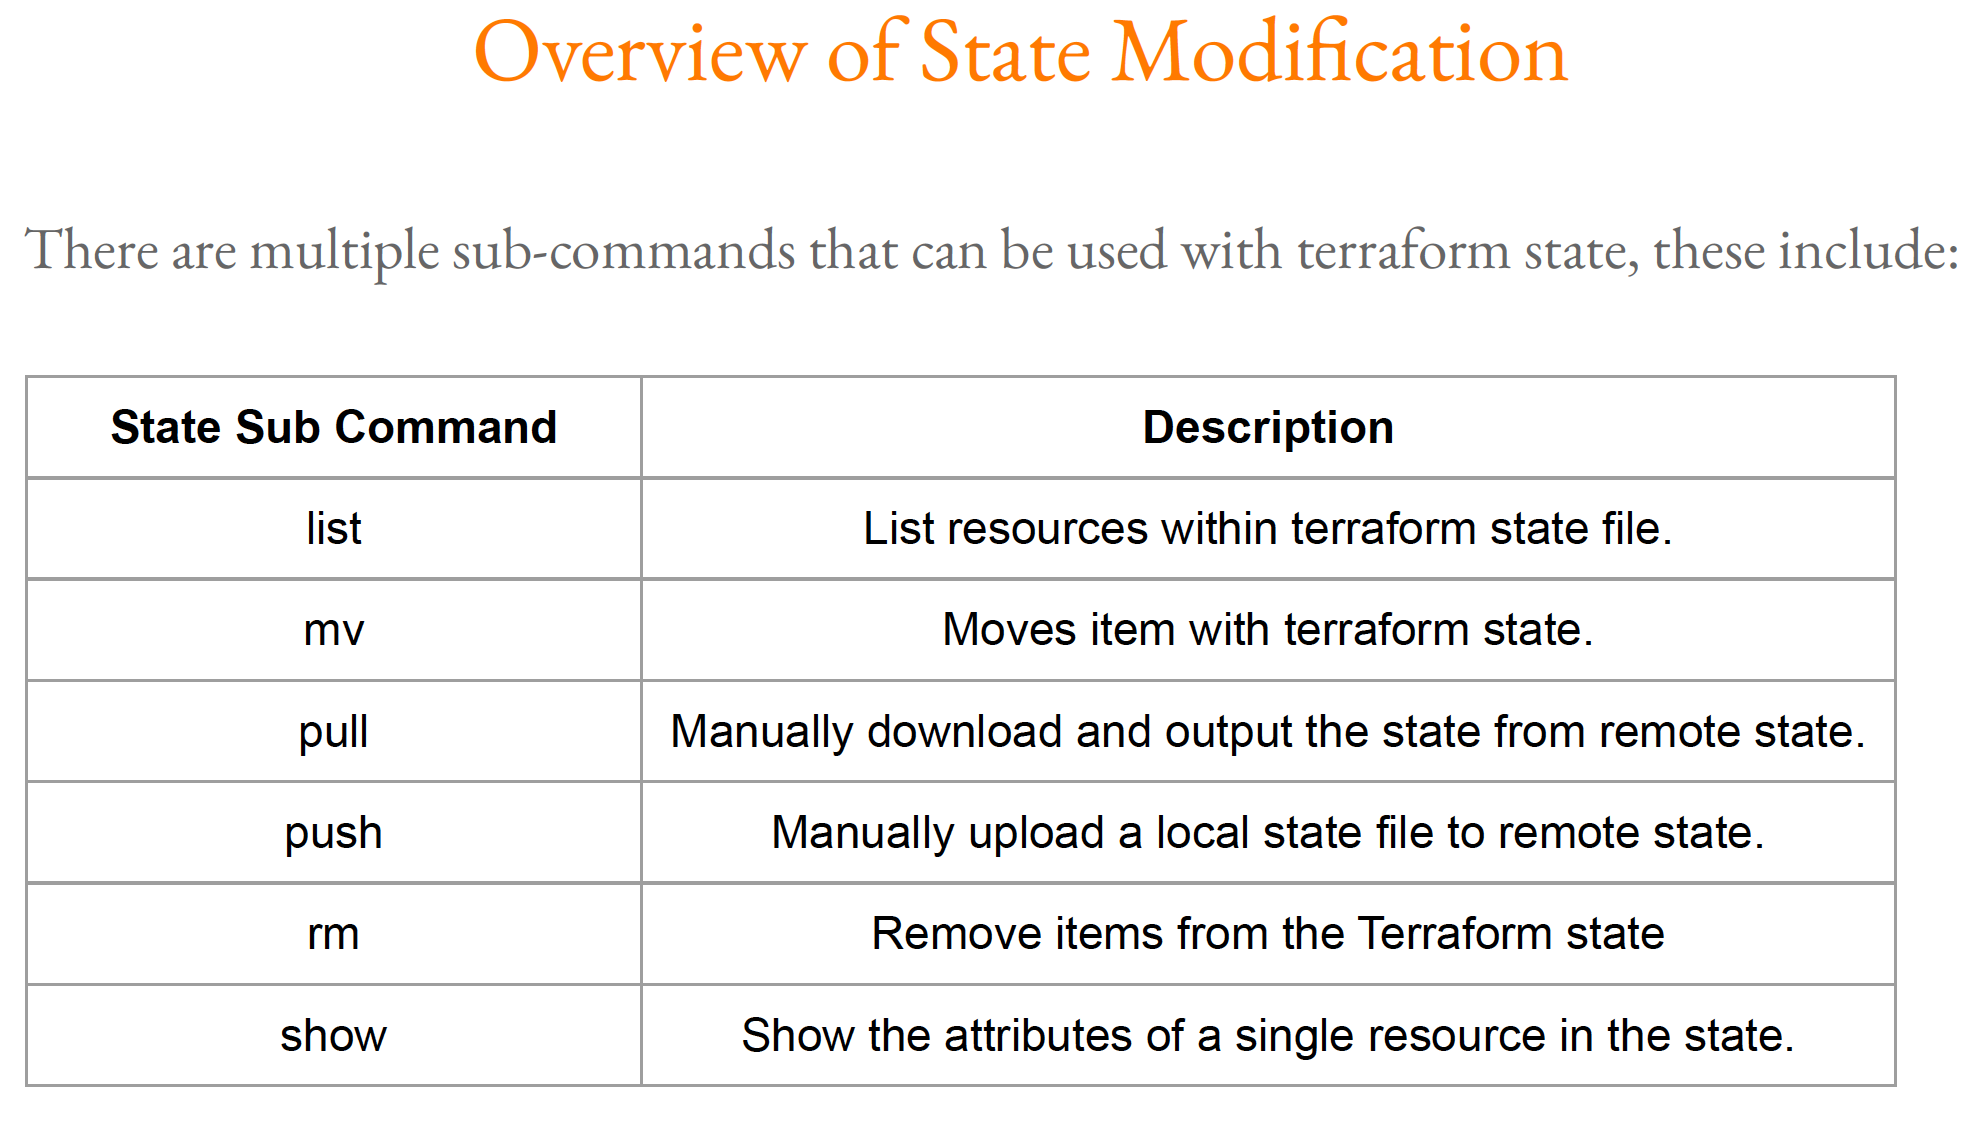 Overview of State Modification
There are multiple sub-commands that can be used with terraform state, these include:
State Sub Command Description
list List resources within terraform state file.
mv Moves item with terraform state.
pull Manually download and output the state from remote state.
push Manually upload a local state file to remote state.
rm Remove items from the Terraform state
show Show the attributes of a single resource in the state.